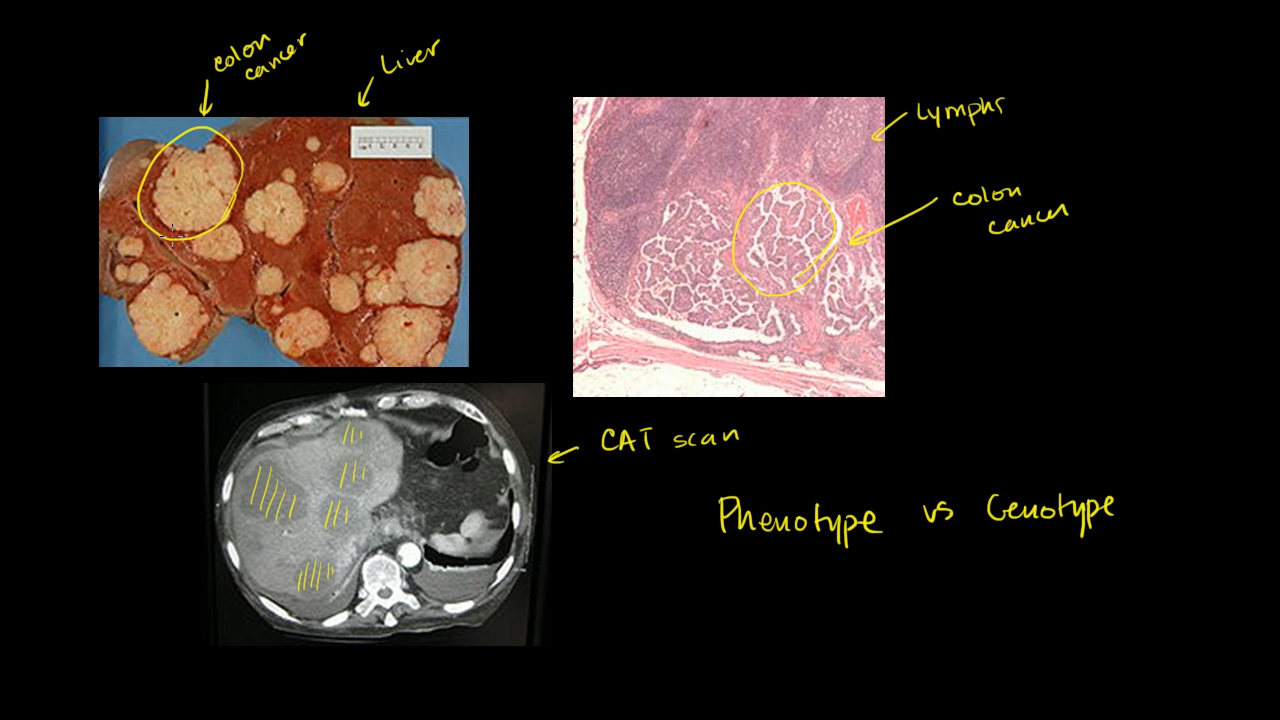 colon
cancer
Liver
Lymph
colon
cancer
CAT scan
Phenotype vs Genotype